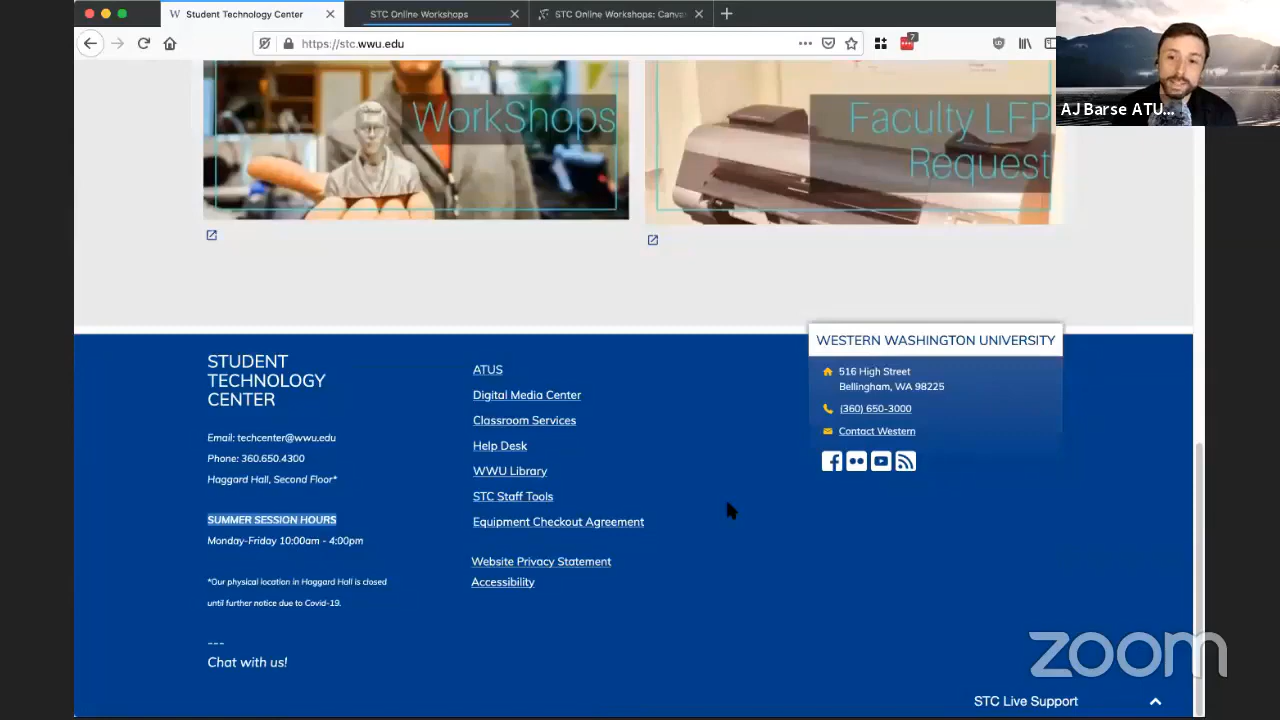 Student Technology Center
STC Online Workshops
STC Online Workshops: Canva
https://stc.wwu.edu
7
AJ Barse ATU...
WorkShops
Faculty LFP
Request
STUDENT
TECHNOLOGY
CENTER
Email: techcenter@wwu.edu
Phone: 360.650.4300
Haggard Hall, Second Floor*
SUMMER SESSION HOURS
Monday-Friday 10:00am - 4:00pm
*Our physical location in Haggard Hall is closed
until further notice due to Covid-19.
---
Chat with us!
ATUS
Digital Media Center
Classroom Services
Help Desk
WWU Library
STC Staff Tools
Equipment Checkout Agreement
Website Privacy Statement
Accessibility
WESTERN WASHINGTON UNIVERSITY
516 High Street
Bellingham, WA 98225
(360) 650-3000
Contact Western
zoom
STC Live Support